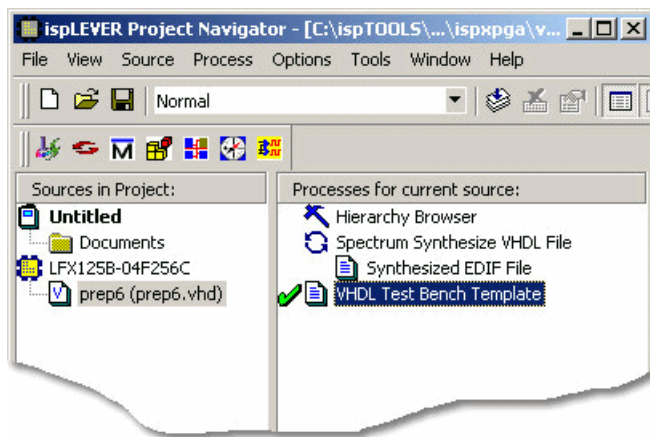 ispLEVER Project Navigator - [C:\ispTOOLS\...\ispxpga\v...
File View Source Process Options Tools Window Help
Normal
Sources in Project:
Processes for current source:
Untitled
Hierarchy Browser
Documents
Spectrum Synthesize VHDL File
LFX125B-04F256C
Synthesized EDIF File
prep6 (prep6.vhd)
VHDL Test Bench Template